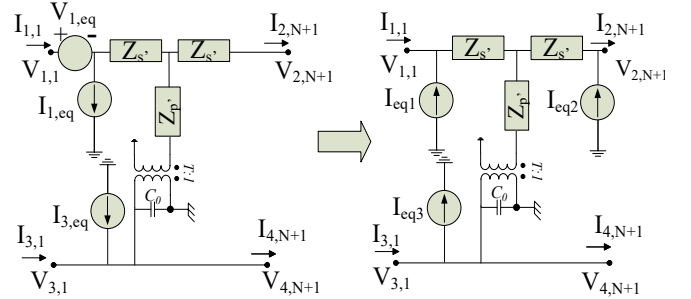 V1,eq
+ -
I1,1
Zs' Zs'
I2,N+1
V1,1
V2,N+1
I1,eq
Zp'
T:1
C0
I3,eq
I3,1
I4,N+1
V3,1
V4,N+1
I1,1
Zs' Zs'
I2,N+1
V1,1
V2,N+1
Ieq1
Zp'
Ieq2
T:1
C0
Ieq3
I3,1
I4,N+1
V3,1
V4,N+1